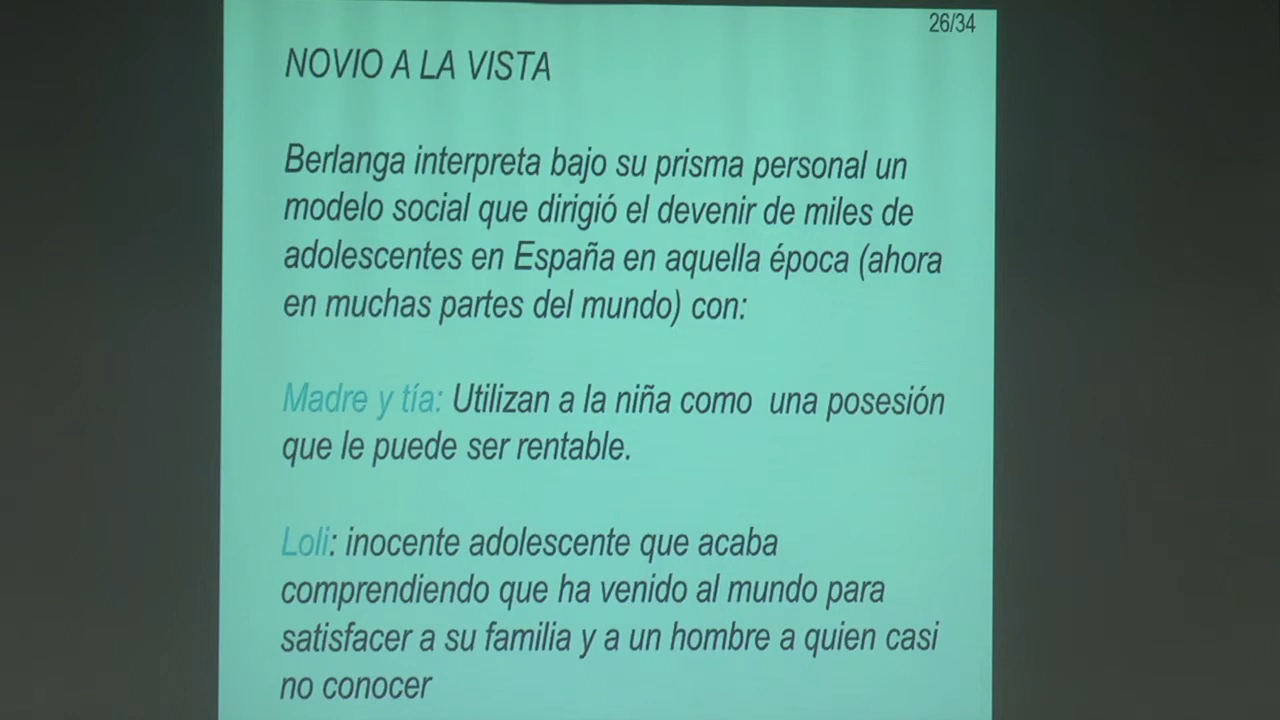 26/34
NOVIO A LA VISTA
Berlanga interpreta bajo su prisma personal un
modelo social que dirigió el devenir de miles de
adolescentes en España en aquella época (ahora
en muchas partes del mundo) con:
Madre y tía: Utilizan a la niña como  una posesión
que le puede ser rentable.
Loli: inocente adolescente que acaba
comprendiendo que ha venido al mundo para
satisfacer a su familia y a un hombre a quien casi
no conocer